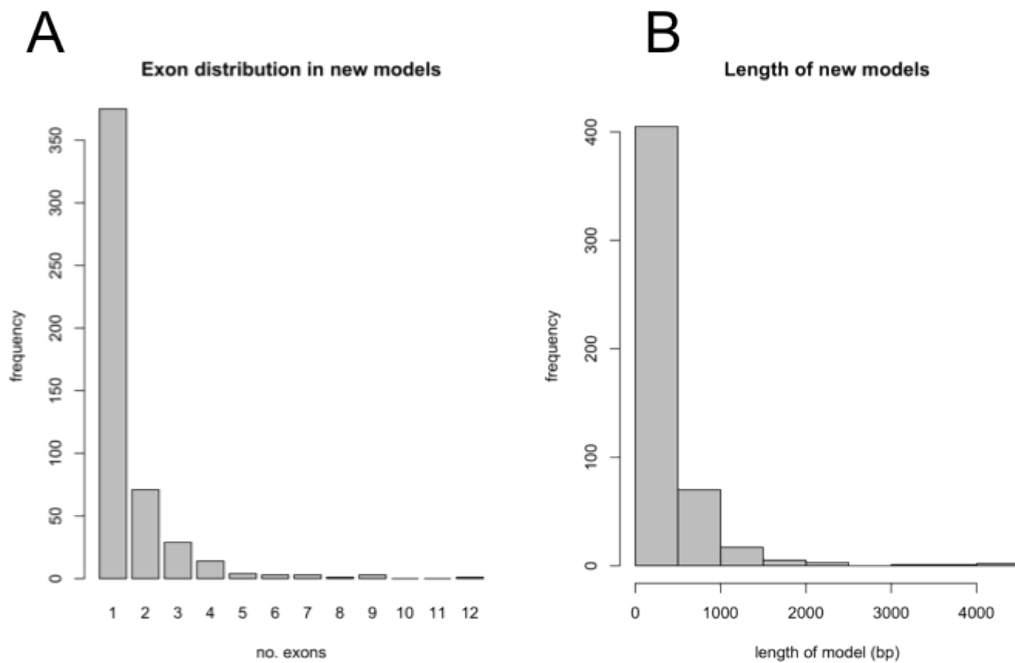 A
Exon distribution in new models
frequency
0
50
100
150
200
250
300
350
1 2 3 4 5 6 7 8 9 10 11 12
no. exons
B
Length of new models
frequency
0
100
200
300
400
0 1000 2000 3000 4000
length of model (bp)